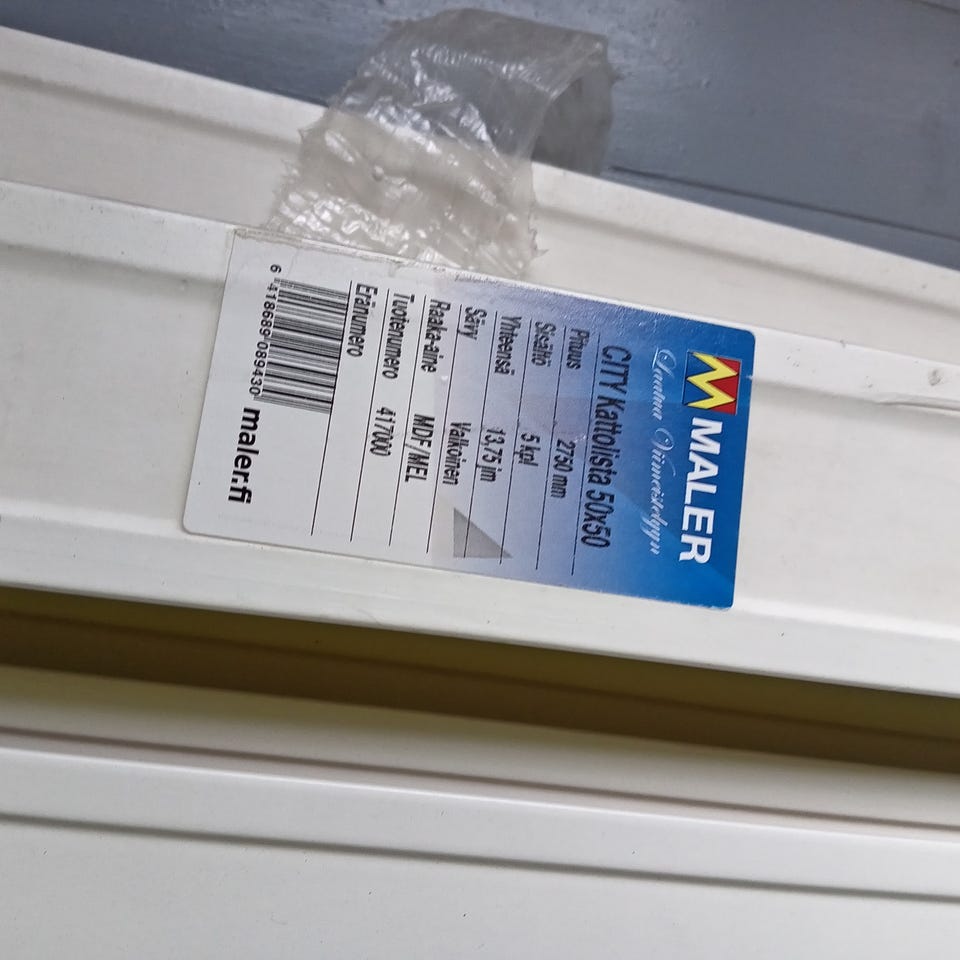 MALER
Laatua Viimeistelyyn
CITY Kattolista 50x50
Pituus 2750 mm
Sisältö 5 kpl
Yhteensä 13,75 jm
Sävy Valkoinen
Raaka-aine MDF/MEL
Tuotenumero 417000
Eränumero
6 418689 089430
maler.fi